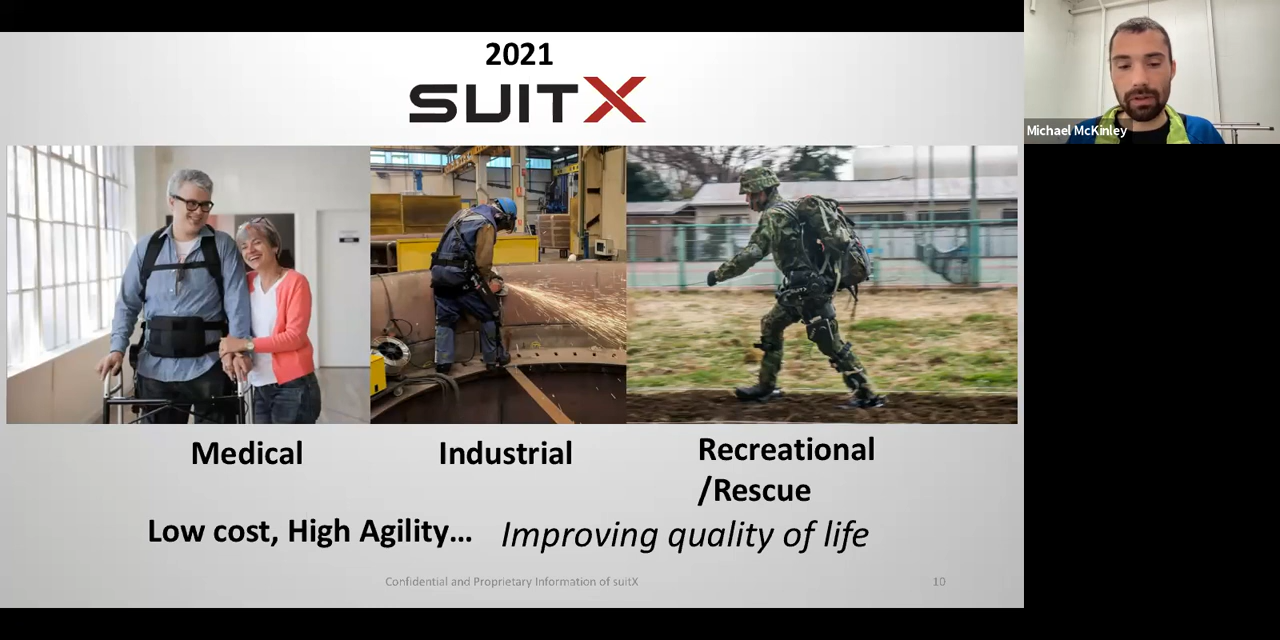 2021
SUITX
Michael McKinley
Medical
Industrial
Recreational
/Rescue
Low cost, High Agility...
Improving quality of life
Confidential and Proprietary Information of suitX
10